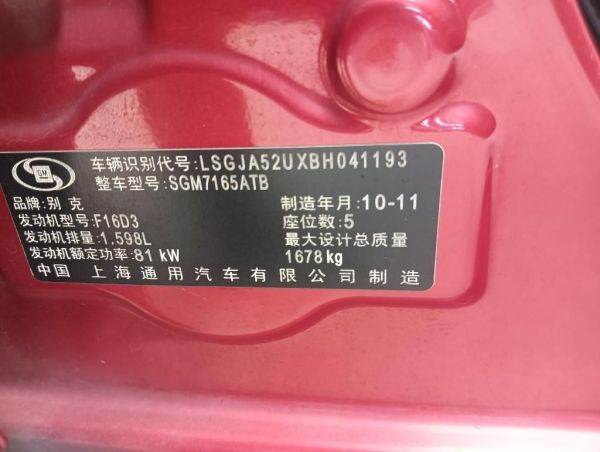 车辆识别代号:LSGJA52UXBH041193
整车型号:SGM7165ATB
品牌:别克 制造年月:10-11
发动机型号:F16D3 座位数:5
发动机排量:1.598L 最大设计总质量
发动机额定功率:81 kW 1678kg
中国 上海通用汽车有限公司制造